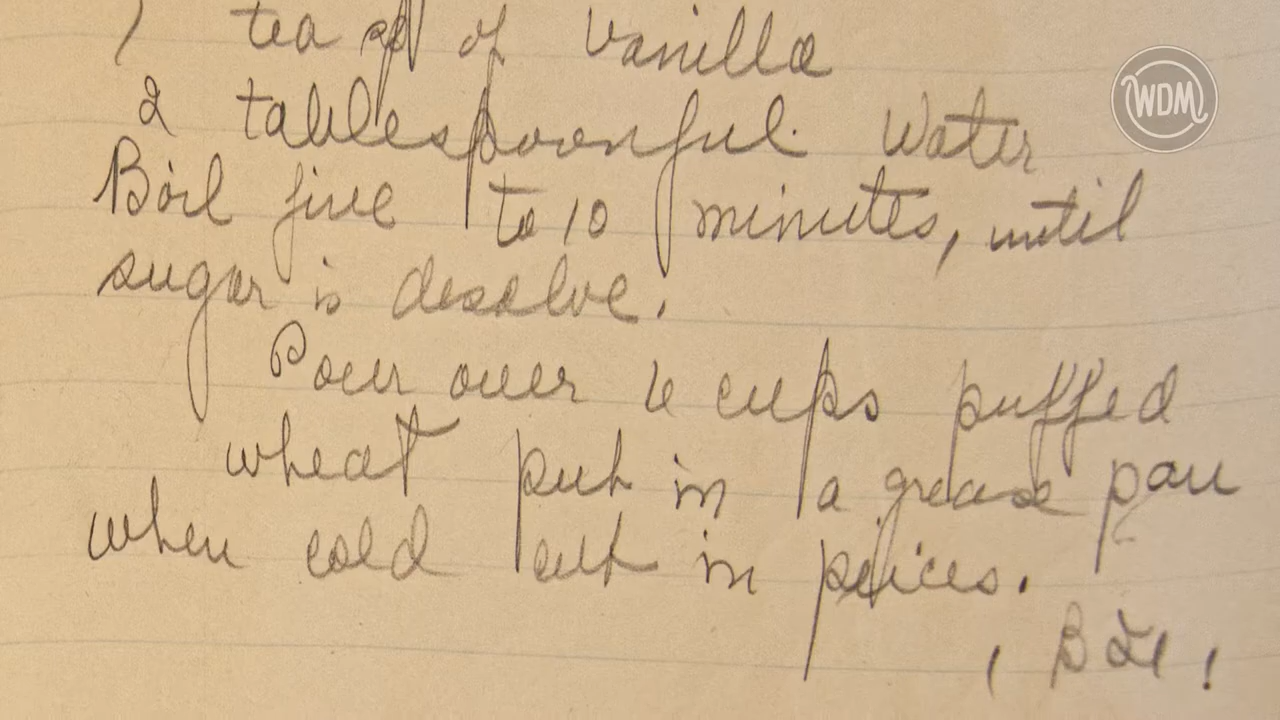 1 tea sp of Vanilla
WDM
2 tablespoonful Water
Boil five to 10 minutes, until
sugar is desolve.
Pour over 6 cups puffed
wheat put in a grease pan
when cold cut in peices.